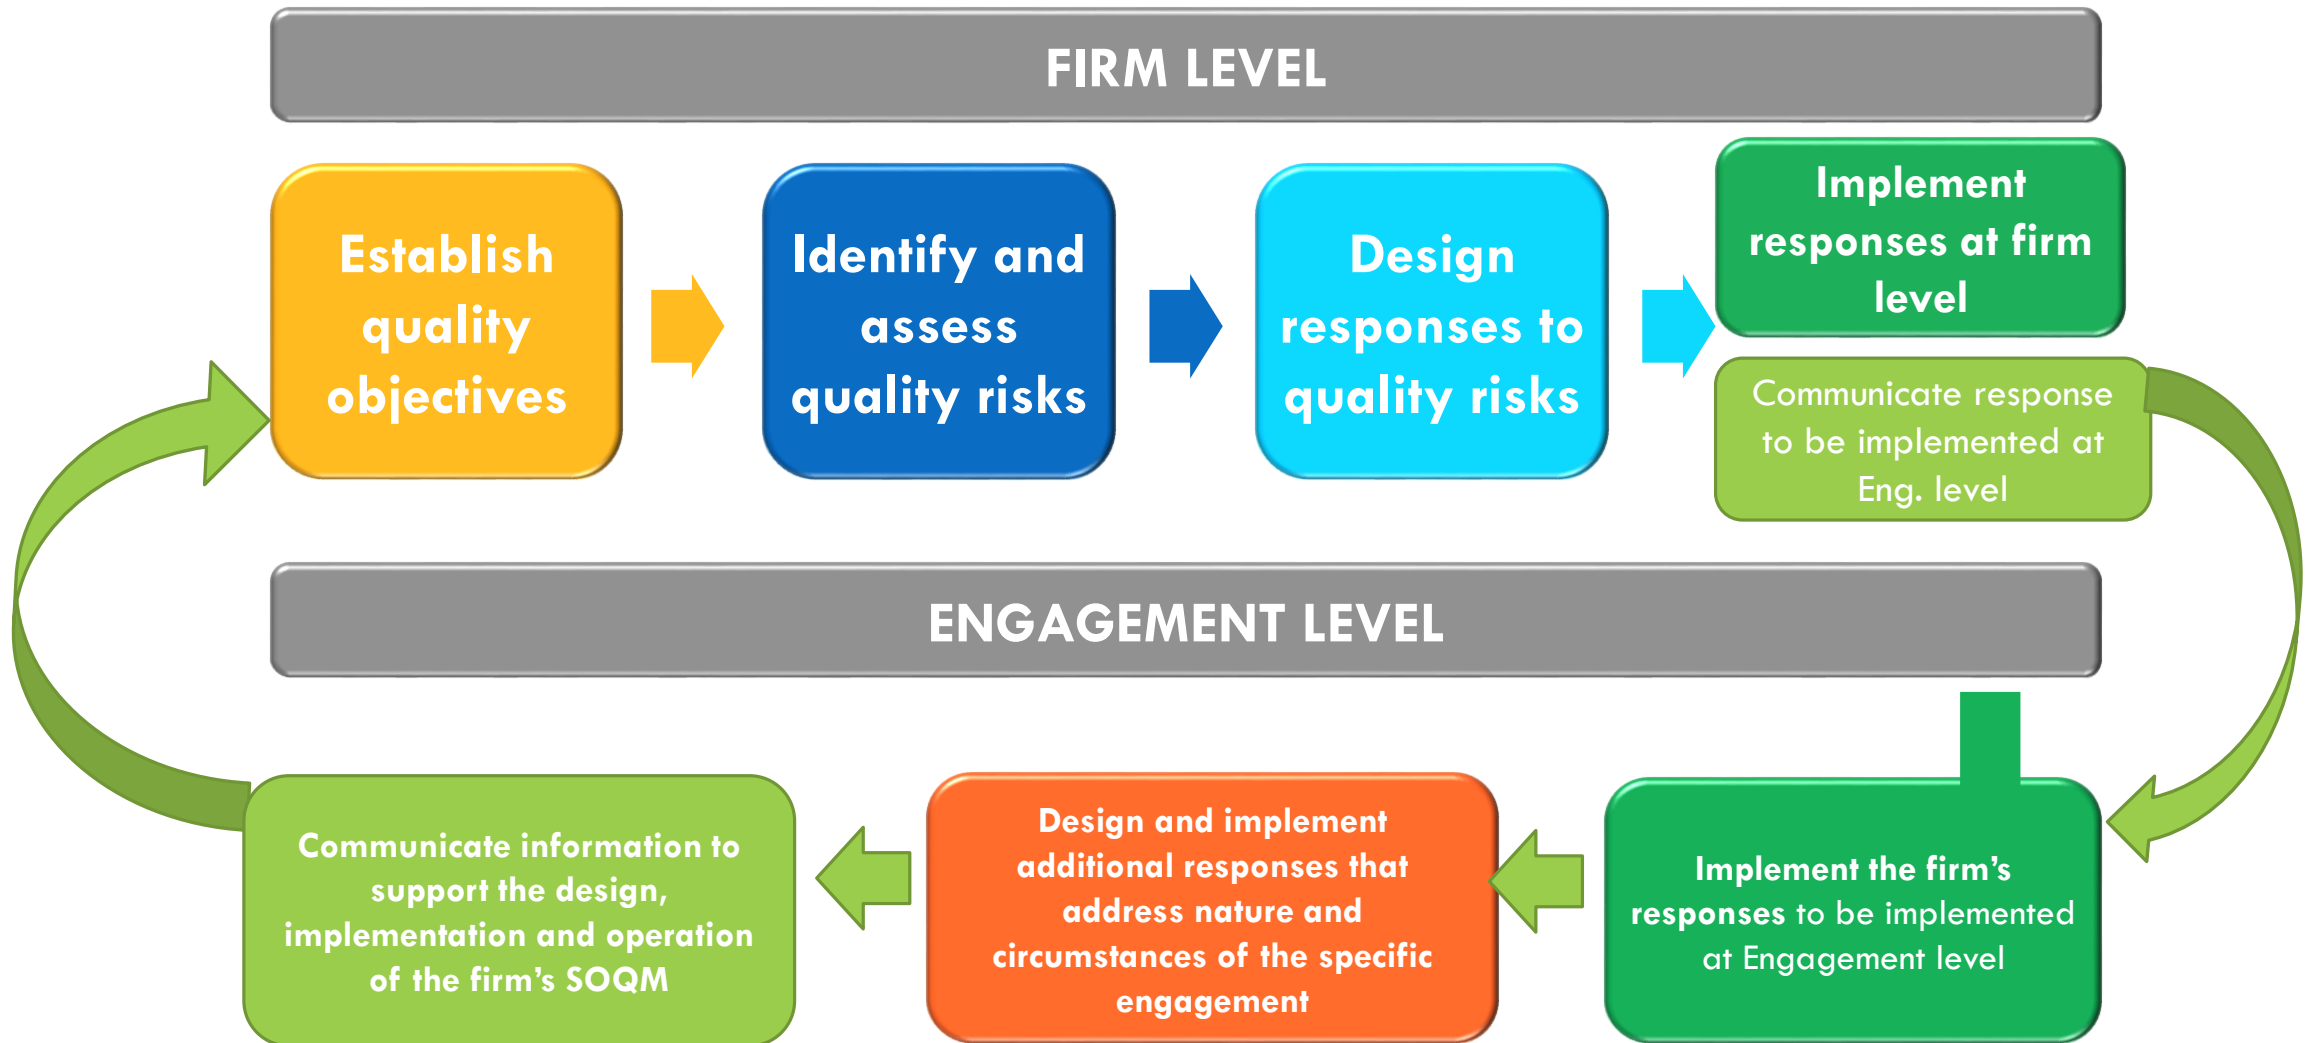 FIRM LEVEL
Establish
quality
objectives
Identify and
assess
quality risks
Design
responses to
quality risks
Implement
responses at firm
level
Communicate response
to be implemented at
Eng. level
ENGAGEMENT LEVEL
Communicate information to
support the design,
implementation and operation
of the firm’s SOQM
Design and implement
additional responses that
address nature and
circumstances of the specific
engagement
Implement the firm’s
responses to be implemented
at Engagement level